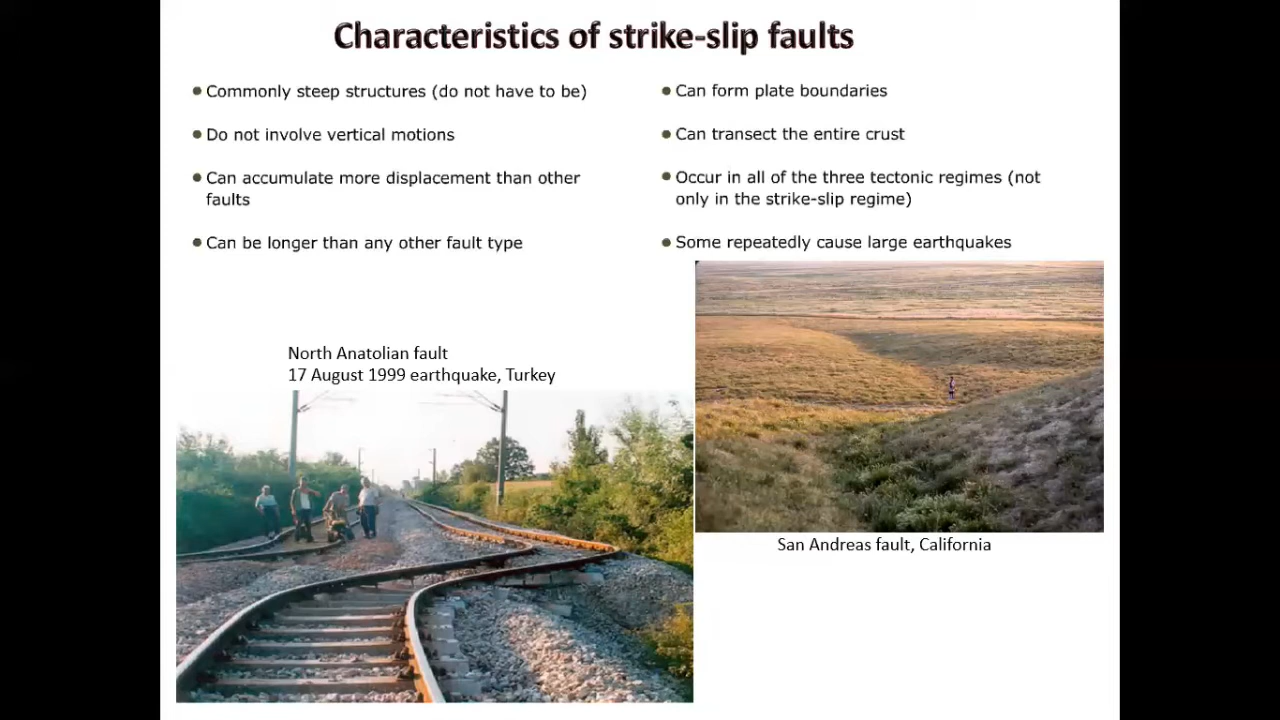 Characteristics of strike-slip faults
Commonly steep structures (do not have to be)
Do not involve vertical motions
Can accumulate more displacement than other
faults
Can be longer than any other fault type
Can form plate boundaries
Can transect the entire crust
Occur in all of the three tectonic regimes (not
only in the strike-slip regime)
Some repeatedly cause large earthquakes
North Anatolian fault
17 August 1999 earthquake, Turkey
San Andreas fault, California